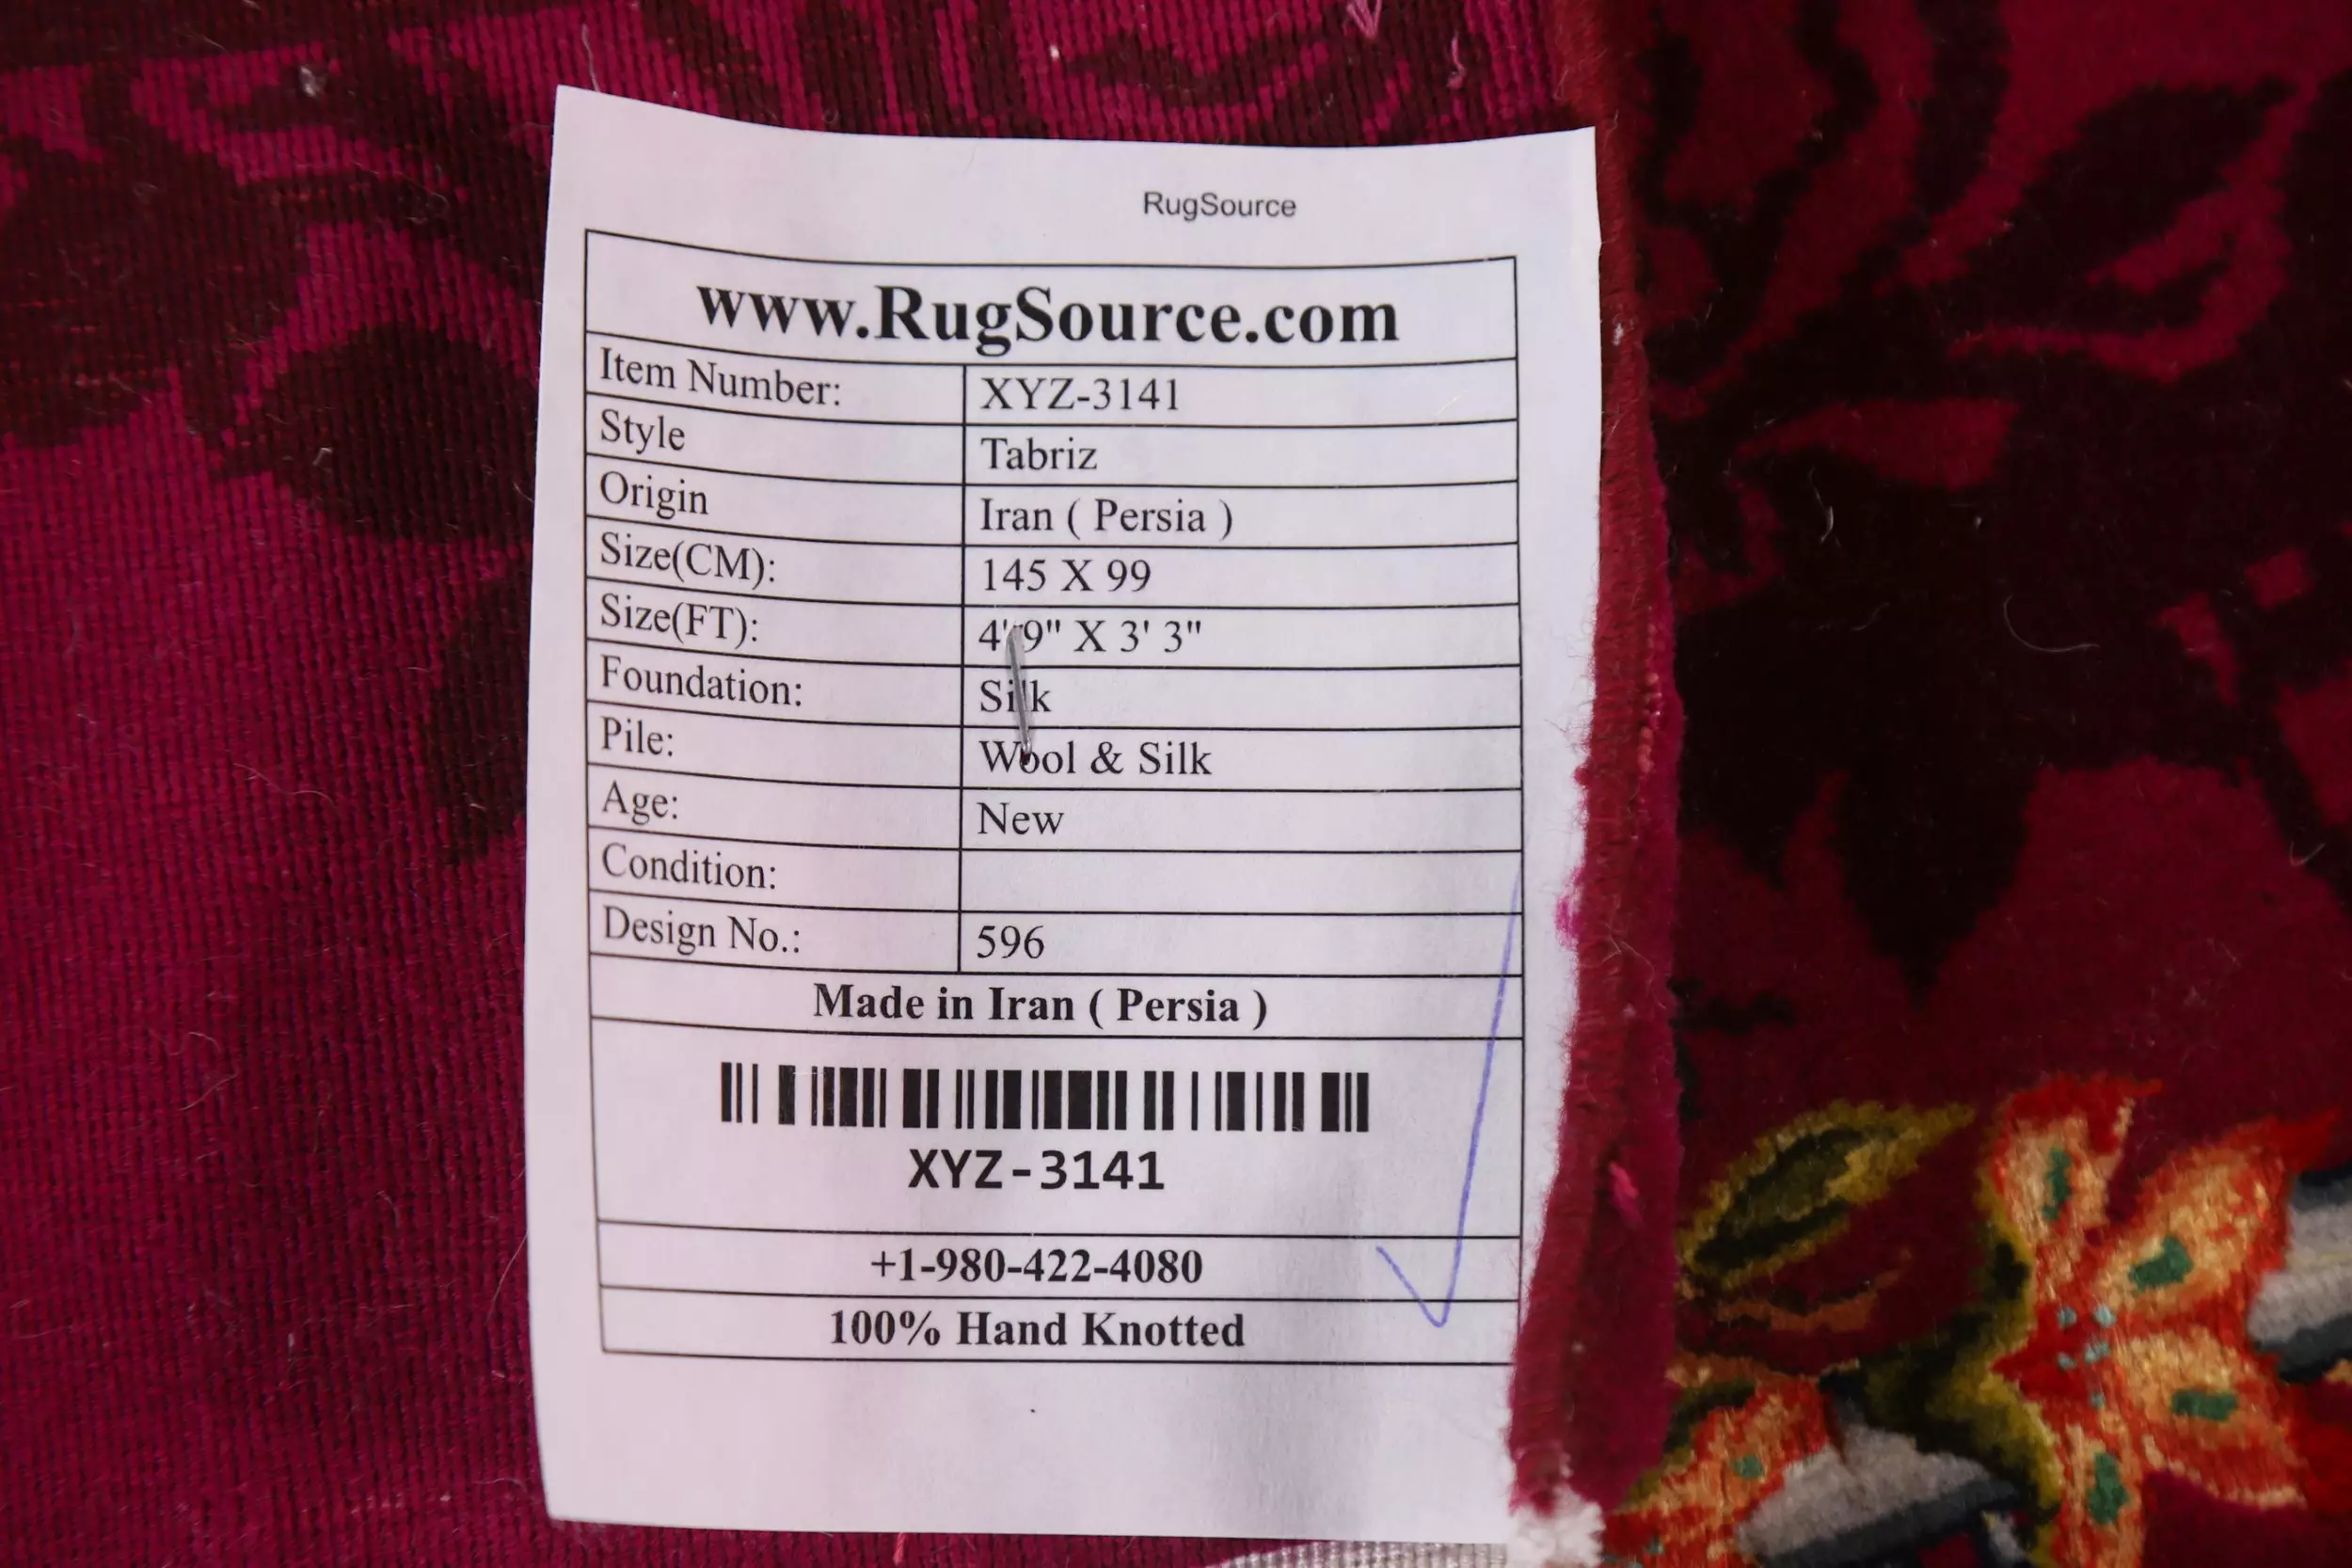 RugSource
www.RugSource.com
Item Number: XYZ-3141
Style Tabriz
Origin Iran ( Persia )
Size(CM): 145 X 99
Size(FT): 4' 9" X 3' 3"
Foundation: Silk
Pile: Wool & Silk
Age: New
Condition:
Design No.: 596
Made in Iran ( Persia )
XYZ-3141
+1-980-422-4080
100% Hand Knotted